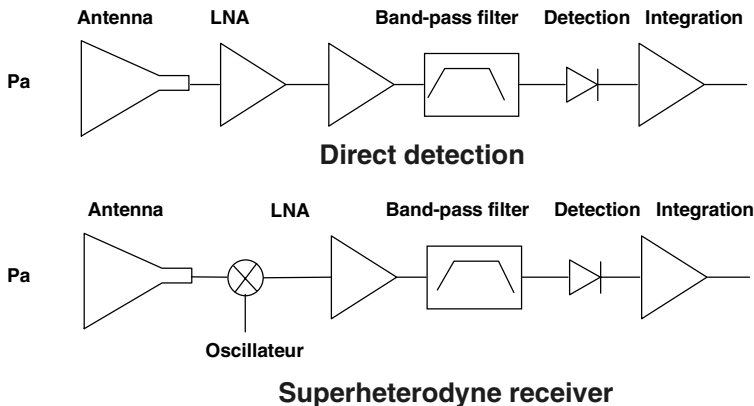 Antenna LNA Band-pass filter Detection Integration
Pa
Direct detection
Antenna LNA Band-pass filter Detection Integration
Pa
Oscillateur
Superheterodyne receiver